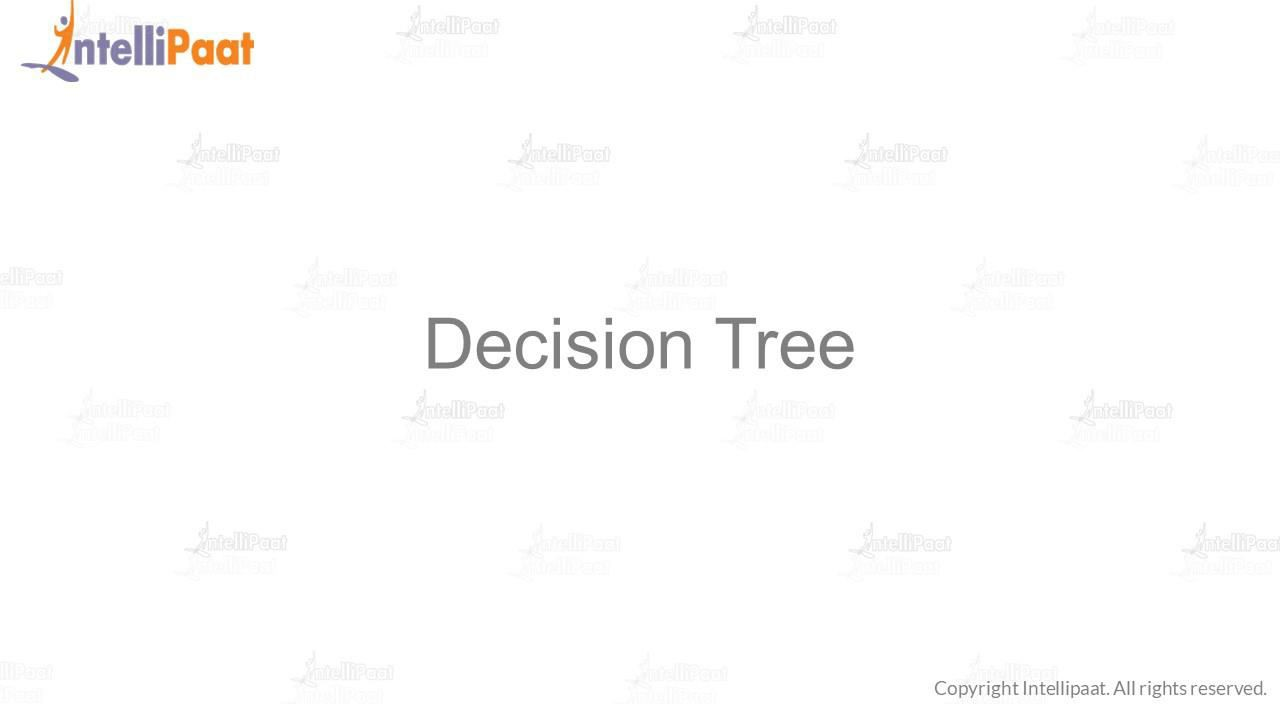 IntelliPaat
Decision Tree
Copyright Intellipaat. All rights reserved.